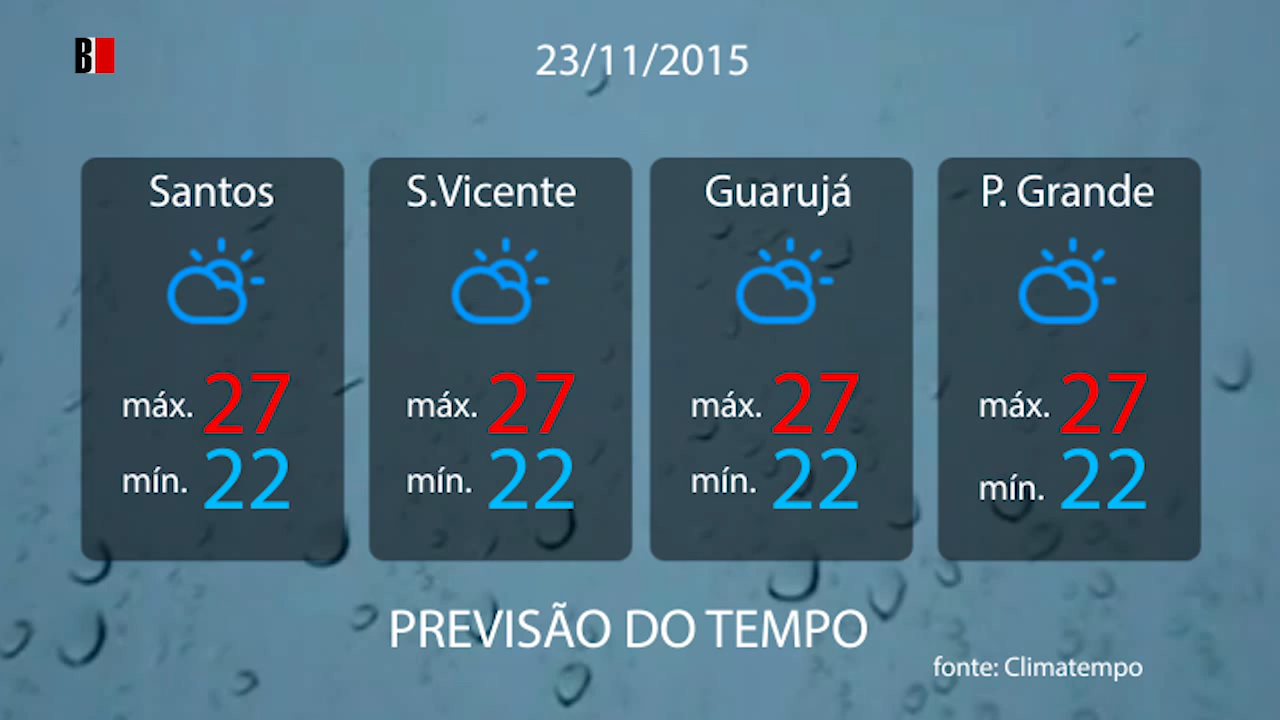 B
23/11/2015
Santos
máx. 27
mín. 22
S.Vicente
máx. 27
mín. 22
Guarujá
máx. 27
mín. 22
P. Grande
máx. 27
mín. 22
PREVISÃO DO TEMPO
fonte: Climatempo